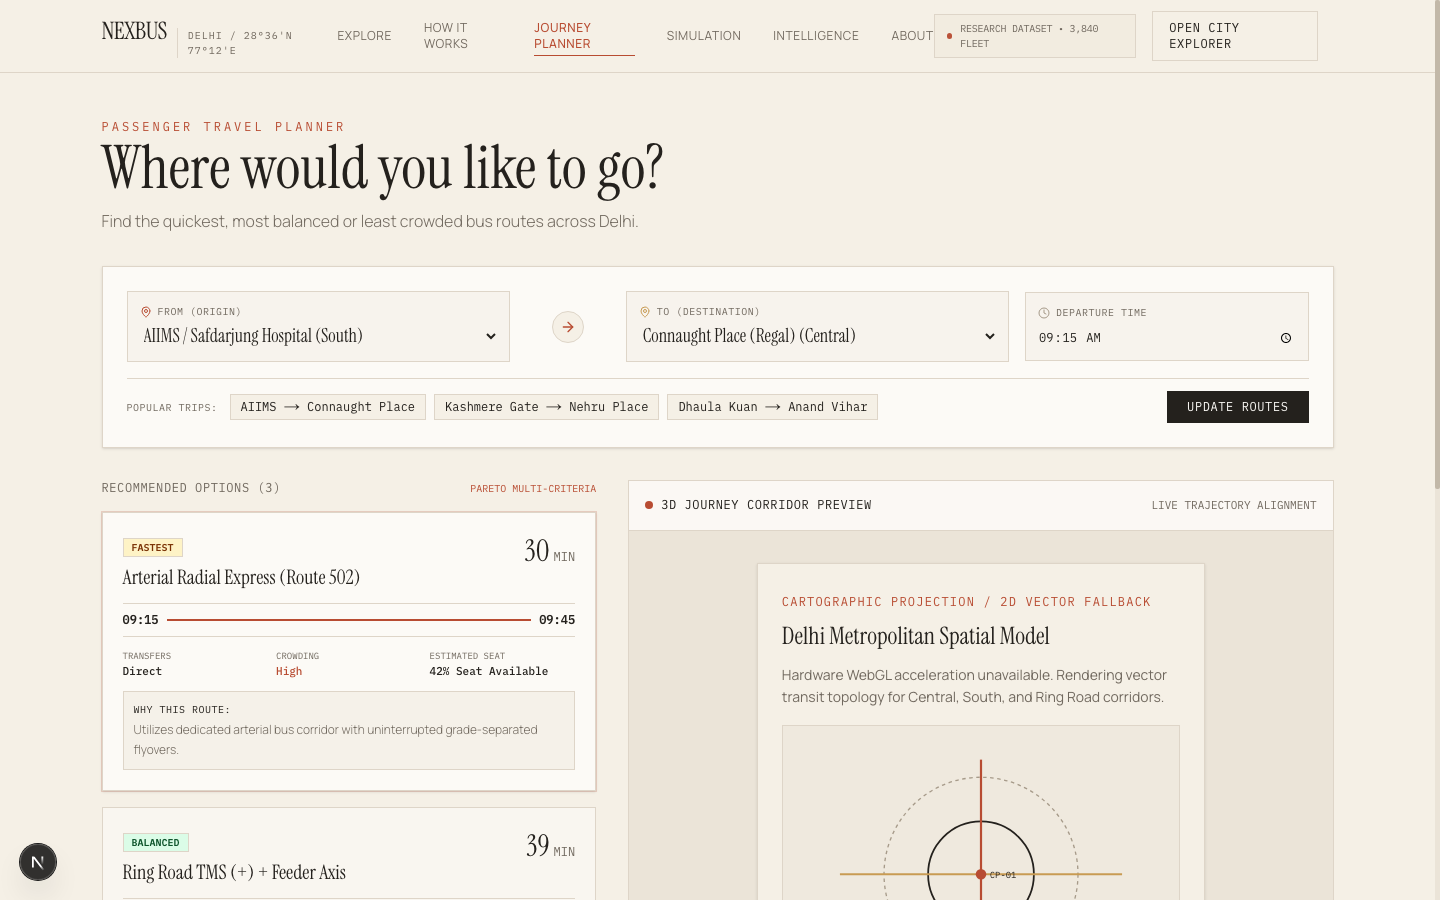 NEXBUS
DELHI / 28°36'N
77°12'E
EXPLORE
HOW IT
WORKS
JOURNEY
PLANNER
SIMULATION
INTELLIGENCE
ABOUT
RESEARCH DATASET • 3,840
FLEET
OPEN CITY
EXPLORER
PASSENGER TRAVEL PLANNER
Where would you like to go?
Find the quickest, most balanced or least crowded bus routes across Delhi.
FROM (ORIGIN)
AIIMS / Safdarjung Hospital (South)
TO (DESTINATION)
Connaught Place (Regal) (Central)
DEPARTURE TIME
09:15 AM
POPULAR TRIPS:
AIIMS → Connaught Place
Kashmere Gate → Nehru Place
Dhaula Kuan → Anand Vihar
UPDATE ROUTES
RECOMMENDED OPTIONS (3)
PARETO MULTI-CRITERIA
FASTEST
30 MIN
Arterial Radial Express (Route 502)
09:15
09:45
TRANSFERS
Direct
CROWDING
High
ESTIMATED SEAT
42% Seat Available
WHY THIS ROUTE:
Utilizes dedicated arterial bus corridor with uninterrupted grade-separated
flyovers.
BALANCED
39 MIN
Ring Road TMS (+) + Feeder Axis
3D JOURNEY CORRIDOR PREVIEW
LIVE TRAJECTORY ALIGNMENT
CARTOGRAPHIC PROJECTION / 2D VECTOR FALLBACK
Delhi Metropolitan Spatial Model
Hardware WebGL acceleration unavailable. Rendering vector
transit topology for Central, South, and Ring Road corridors.
CP-01
N